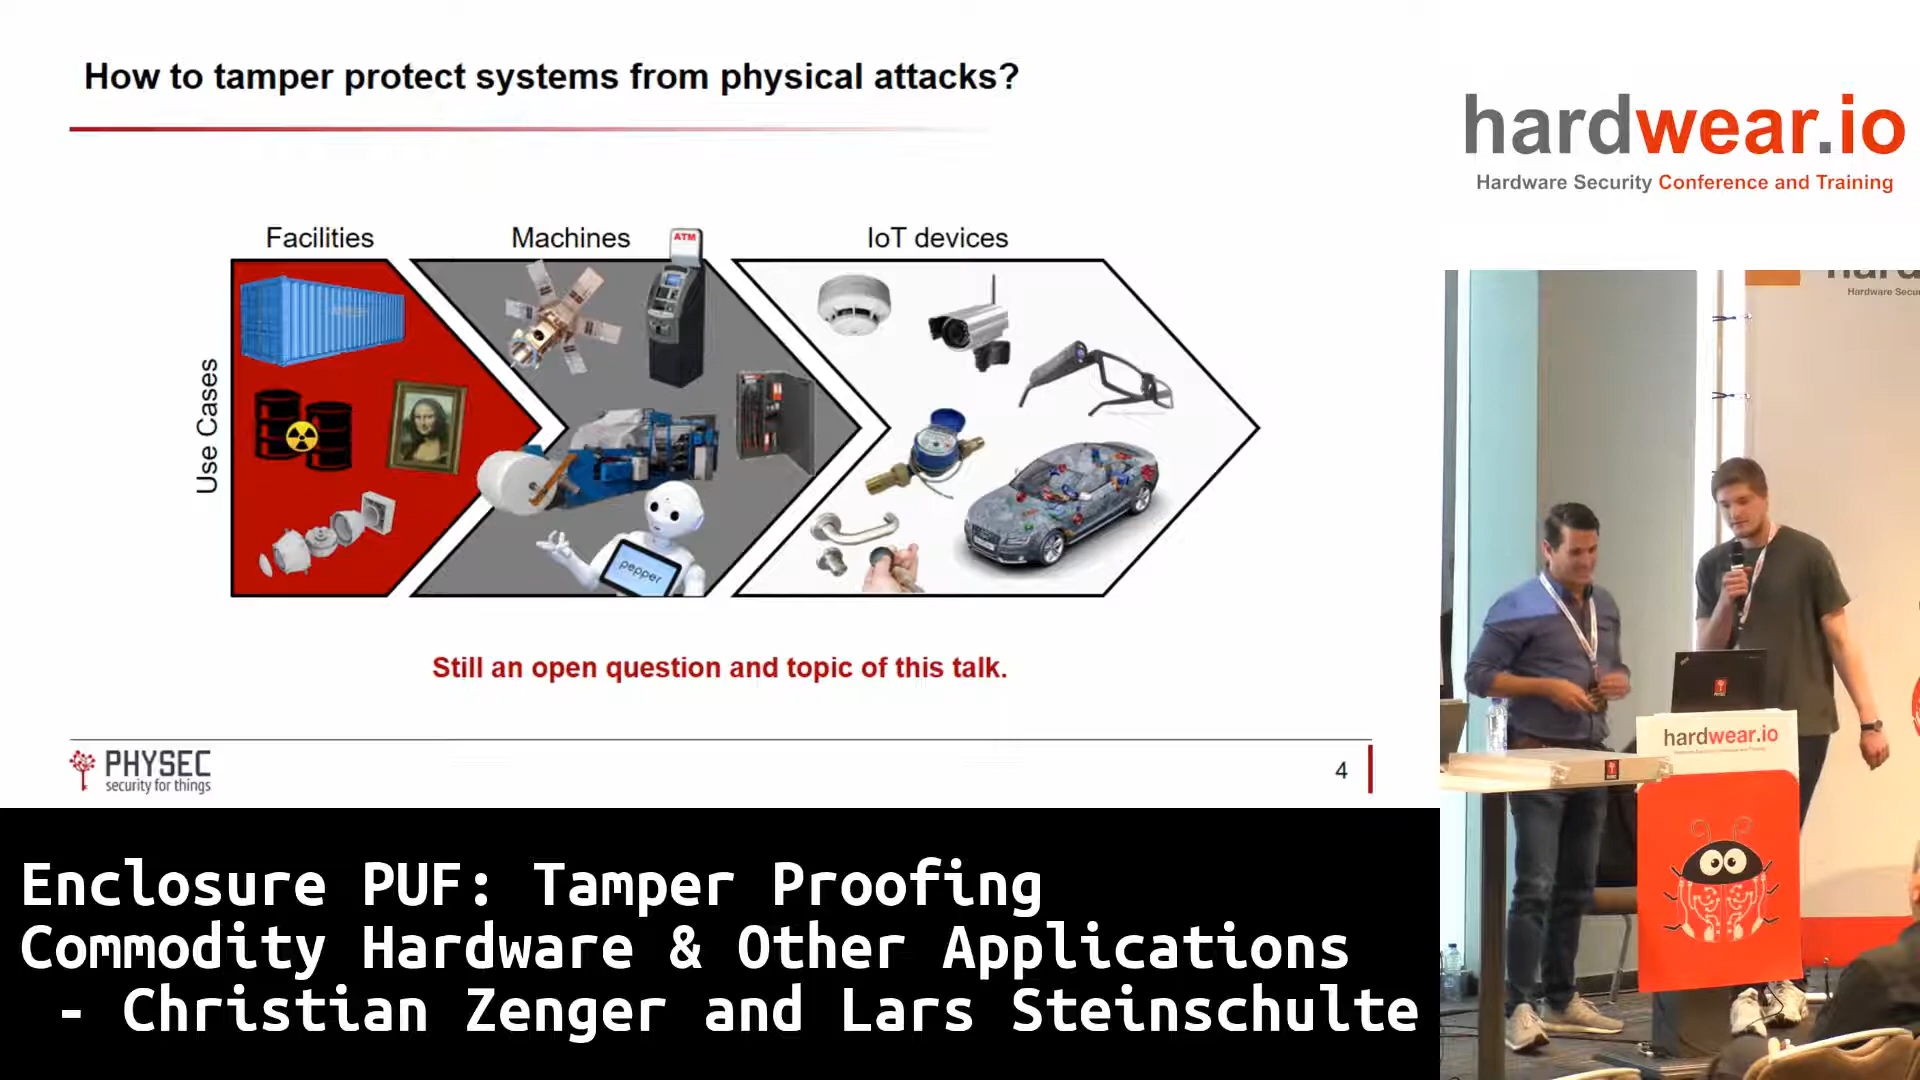 How to tamper protect systems from physical attacks?
hardwear.io
Hardware Security Conference and Training
Facilities
Machines
IoT devices
ATM
Use Cases
pepper
Still an open question and topic of this talk.
PHYSEC
security for things
4
hardwear.io
Hardware Secur
Enclosure PUF: Tamper Proofing
Commodity Hardware & Other Applications
- Christian Zenger and Lars Steinschulte